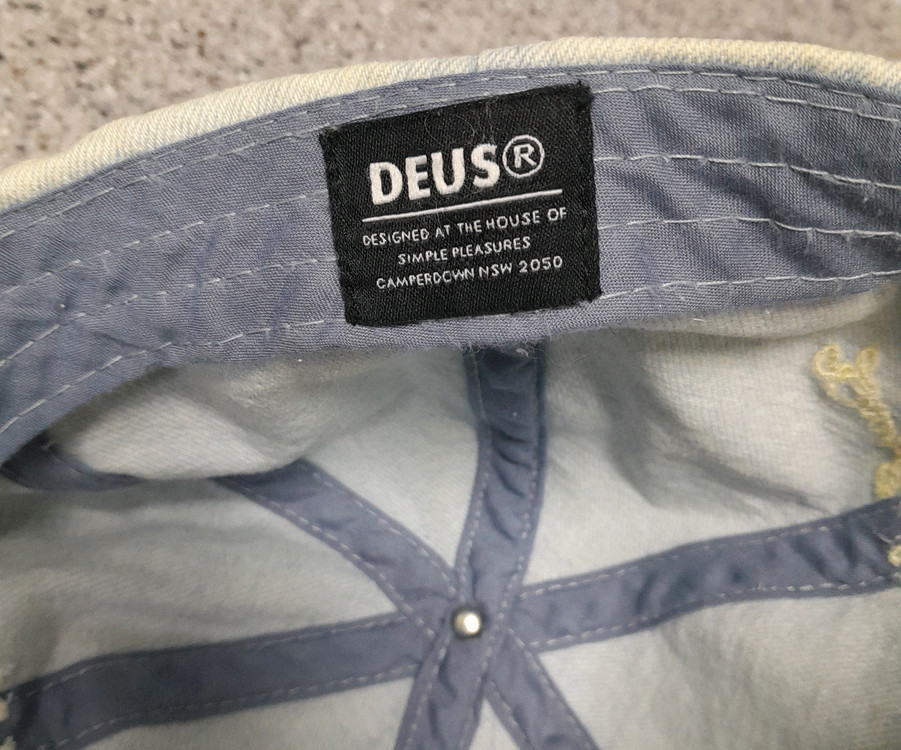 DEUS®
DESIGNED AT THE HOUSE OF
SIMPLE PLEASURES
CAMPERDOWN NSW 2050